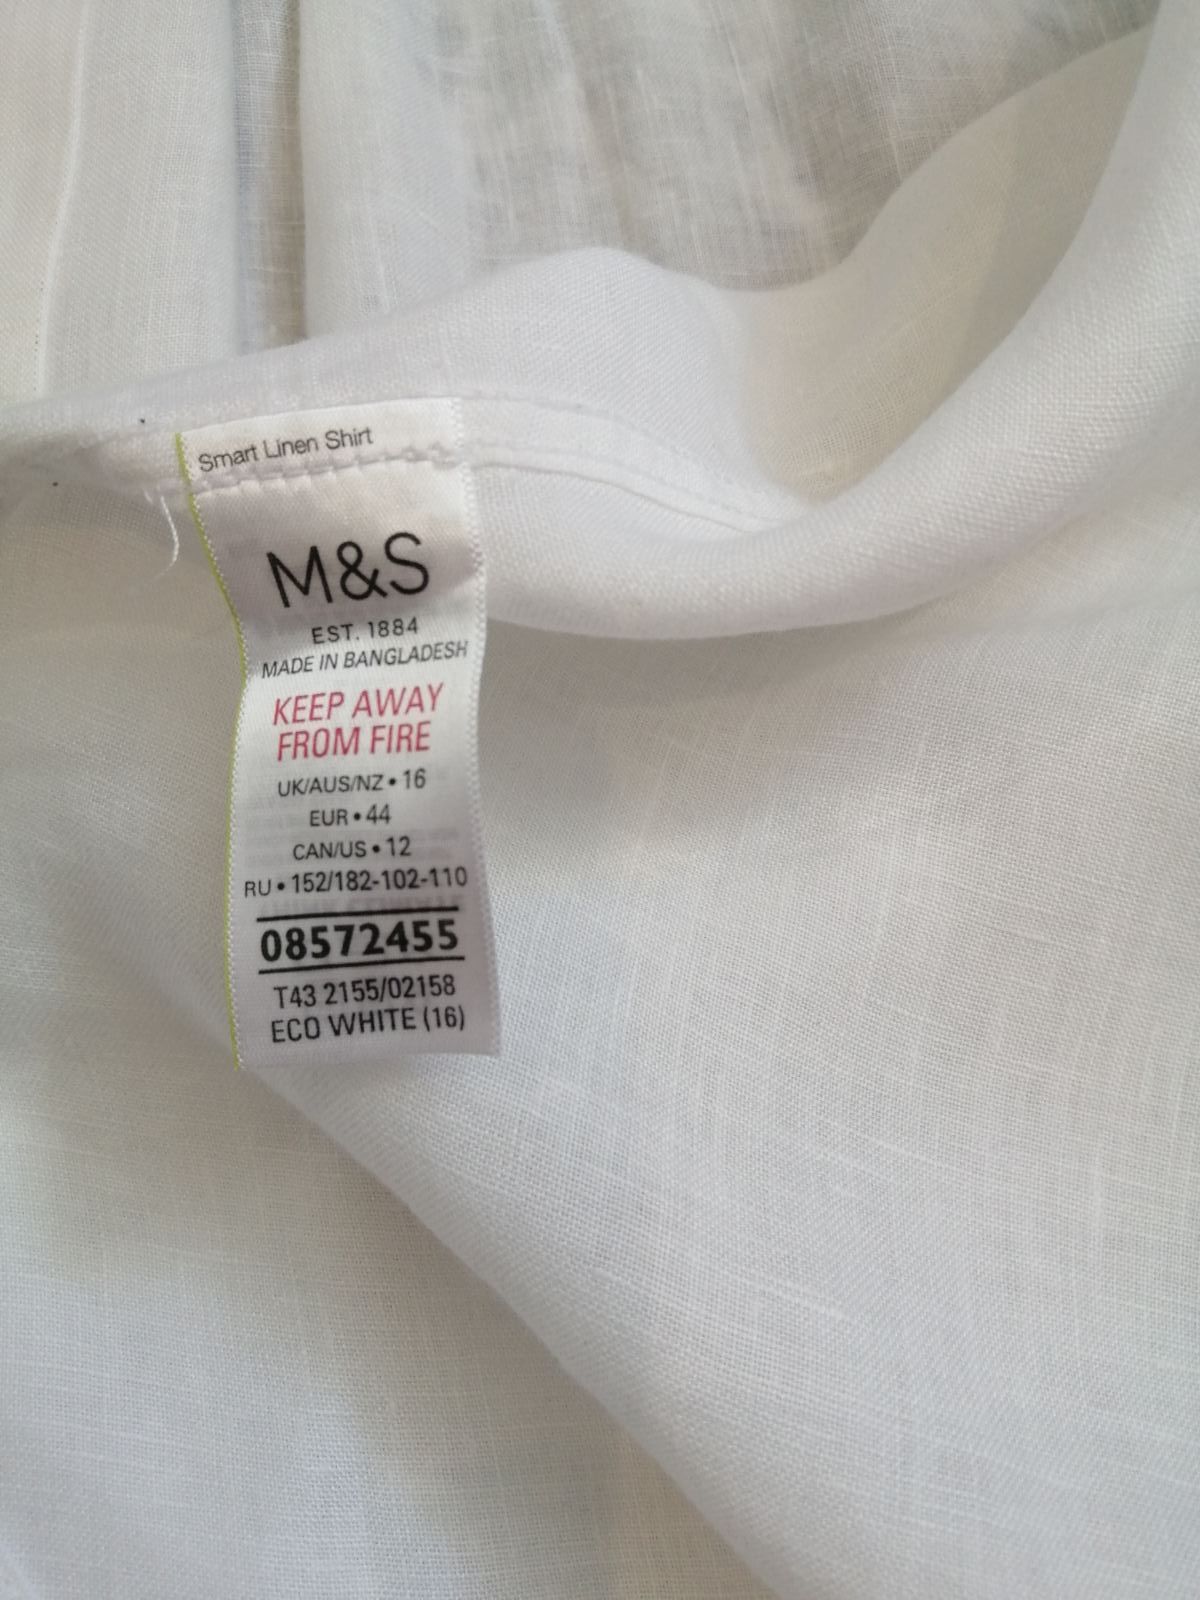 Smart Linen Shirt
M&S
EST. 1884
MADE IN BANGLADESH
KEEP AWAY
FROM FIRE
UK/AUS/NZ • 16
EUR • 44
CAN/US • 12
RU • 152/182-102-110
08572455
T43 2155/02158
ECO WHITE (16)